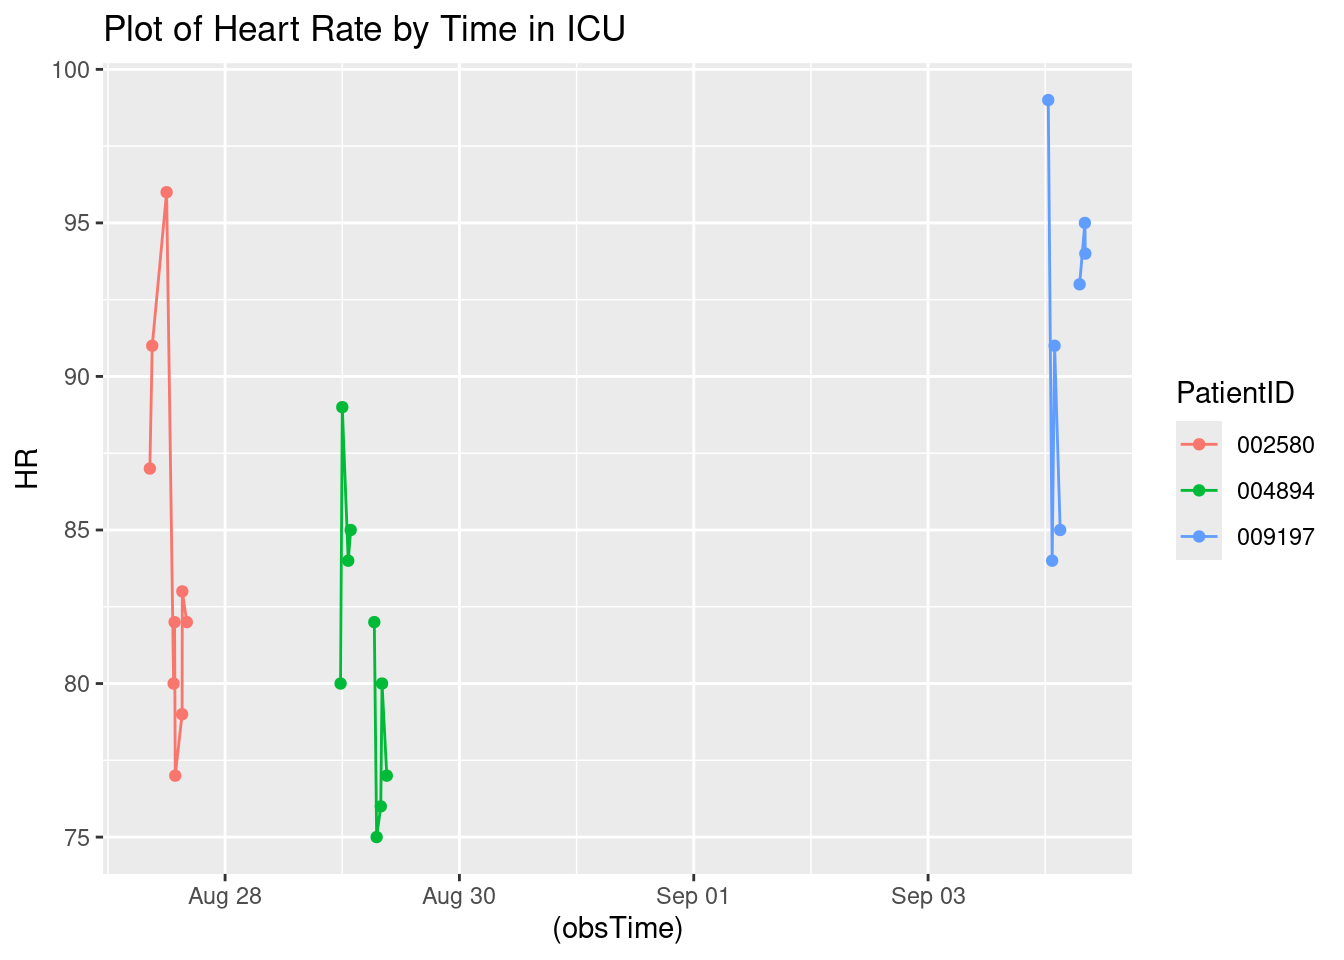 Plot of Heart Rate by Time in ICU
100
95
90
85
80
75
HR
Aug 28 Aug 30 Sep 01 Sep 03
(obsTime)
PatientID
002580
004894
009197